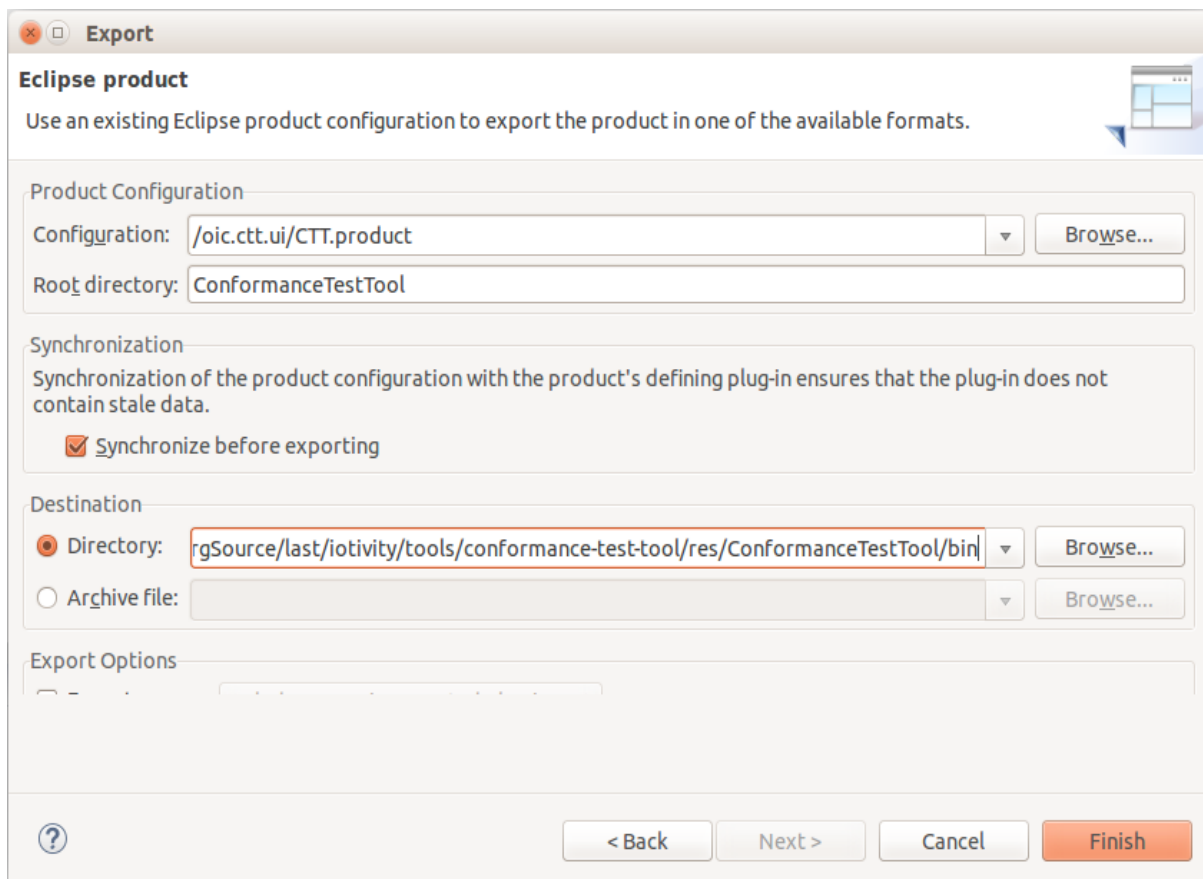 Export
Eclipse product
Use an existing Eclipse product configuration to export the product in one of the available formats.
Product Configuration
Configuration: /oic.ctt.ui/CTT.product Browse...
Root directory: ConformanceTestTool
Synchronization
Synchronization of the product configuration with the product's defining plug-in ensures that the plug-in does not
contain stale data.
Synchronize before exporting
Destination
Directory: rgSource/last/iotivity/tools/conformance-test-tool/res/ConformanceTestTool/bin Browse...
Archive file: Browse...
Export Options
< Back Next > Cancel Finish